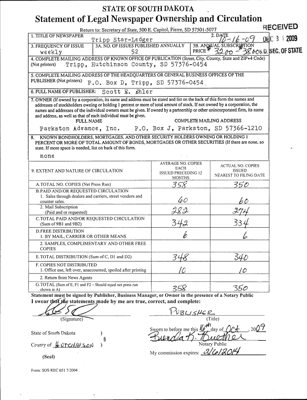 STATE OF SOUTH DAKOTA
Statement of Legal Newspaper Ownership and Circulation
Return to: Secretary of State, 500 E. Capitol, Pierre, SD 57501-5077
RECEIVED
1. TITLE OF NEWSPAPER
Tripp Star-Ledger
2. DATE
10-16-09
2009
S.D. SEC. OF STATE
3. FREQUENCY OF ISSUE
weekly
3A. NO. OF ISSUES PUBLISHED ANNUALLY
52
3B. ANNUAL SUBSCRIPTION
PRICE
4. COMPLETE MAILING ADDRESS OF KNOWN OFFICE OF PUBLICATION (Street, City, County, State and ZIP+4 Code)
(Not printer) Tripp, Hutchinson County, SD 57376-0454
5. COMPLETE MAILING ADDRESS OF THE HEADQUARTERS OR GENERAL BUSINESS OFFICES OF THE
PUBLISHER (Not printer) P.O. Box D, Tripp, SD 57376-0454
6. FULL NAME OF PUBLISHER: Scott E. Ehler
7. OWNER (If owned by a corporation, its name and address must be stated and for on the back of this form the names and
addresses of stockholders owning or holding 1 percent or more of total amount of stock. If not owned by a corporation, the
names and addresses of the individual owners must be given. If owned by a partnership or other unincorporated firm, its name
and address, as well as that of each individual must be given.
FULL NAME
COMPLETE MAILING ADDRESS
Parkston Advance, Inc.
P.O. Box J, Parkston, SD 57366-1210
8. KNOWN BONDHOLDERS, MORTGAGES, AND OTHER SECURITY HOLDERS OWNING OR HOLDING 1
PERCENT OR MORE OF TOTAL AMOUNT OF BONDS, MORTGAGES OR OTHER SECURITIES (If there are none, so
state. If more space is needed, list on back of this form.
none
9. EXTENT AND NATURE OF CIRCULATION
AVERAGE NO. COPIES
EACH
ISSUED PRECEDING 12
MONTHS
ACTUAL NO. COPIES
ISSUED
NEAREST TO FILING DATE
A. TOTAL NO. COPIES (Net Press Run)
358
350
B. PAID AND/OR REQUESTED CIRCULATION
1. Sales through dealers and carriers, street vendors and
counter sales.
60
60
2. Mail Subscription
(Paid and or requested)
282
274
C. TOTAL PAID AND/OR REQUESTED CIRCULATION
(Sum of 9B1 and 9B2)
342
334
D. FREE DISTRIBUTION
1. BY MAIL, CARRIER OR OTHER MEANS
6
6
2. SAMPLES, COMPLIMENTARY AND OTHER FREE
COPIES
E. TOTAL DISTRIBUTION (Sum of C, D1 and D2)
348
340
F. COPIES NOT DISTRIBUTED
1. Office use, left over, unaccounted, spoiled after printing
10
10
2. Return from News Agents
G. TOTAL (Sum of E, F1 and F2 - Should equal net press run
shown in A)
358
350
Statement must be signed by Publisher, Business Manager, or Owner in the presence of a Notary Public
I swear that the statements made by me are true, correct, and complete:
(Signature)
PUBLISHER
(Title)
State of South Dakota )
Sworn to before me this 16th day of Oct 2009
County of HUTCHINSON )
Notary Public
(Seal)
My commission expires: 2/6/2014
Form: SOS REC 051 7/2004